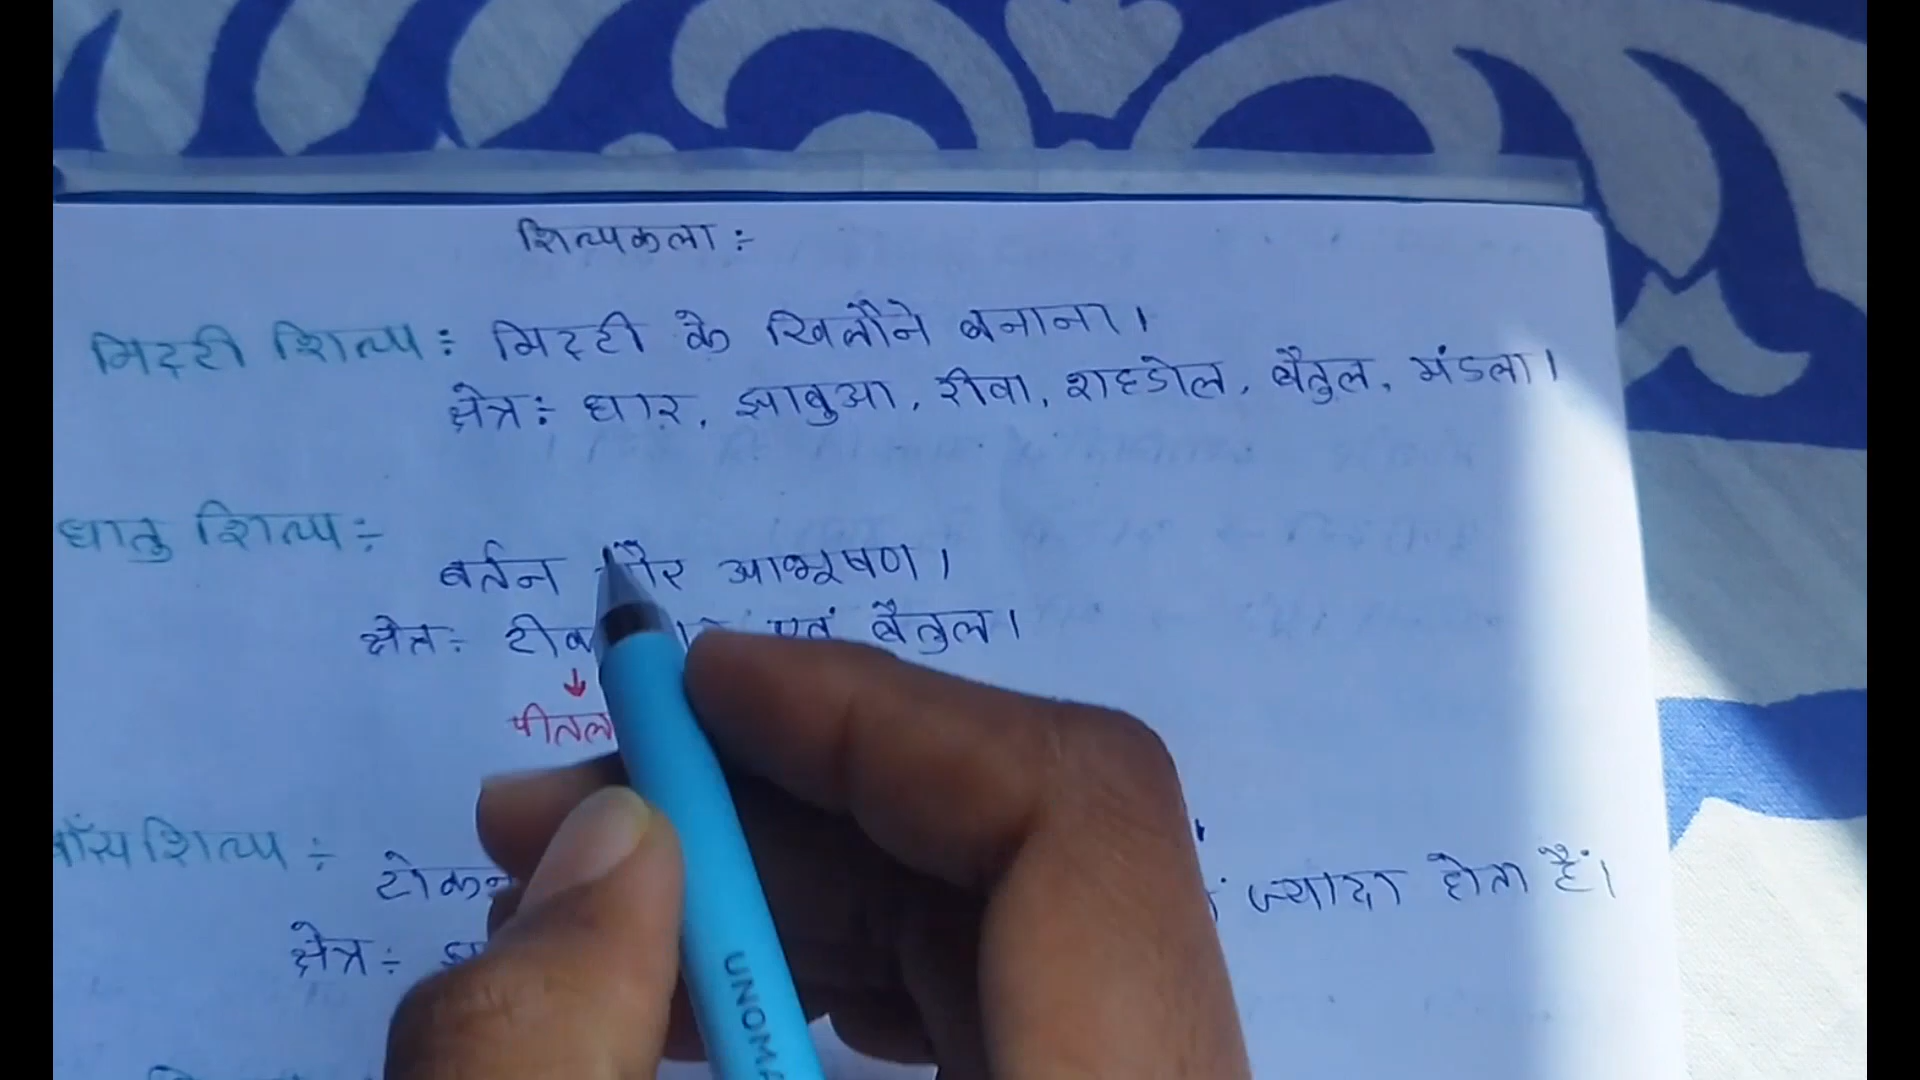 शिल्पकला :-
मिट्टी शिल्प : मिट्टी के खिलौने बनाना।
क्षेत्र :- धार, झाबुआ, रीवा, शहडोल, बैतुल, मंडला।
धातु शिल्प :-
बर्तन और आभूषण।
क्षेत्र :- एवं बैतुल।
↓
पीतल
शिल्प :-
ज्यादा होता है।
क्षेत्र :-
UNOMA